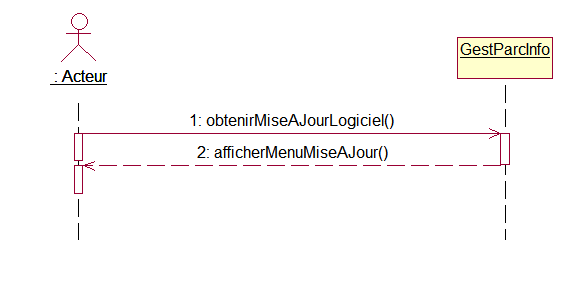 GestParcInfo
: Acteur
1: obtenirMiseAJourLogiciel()
2: afficherMenuMiseAJour()